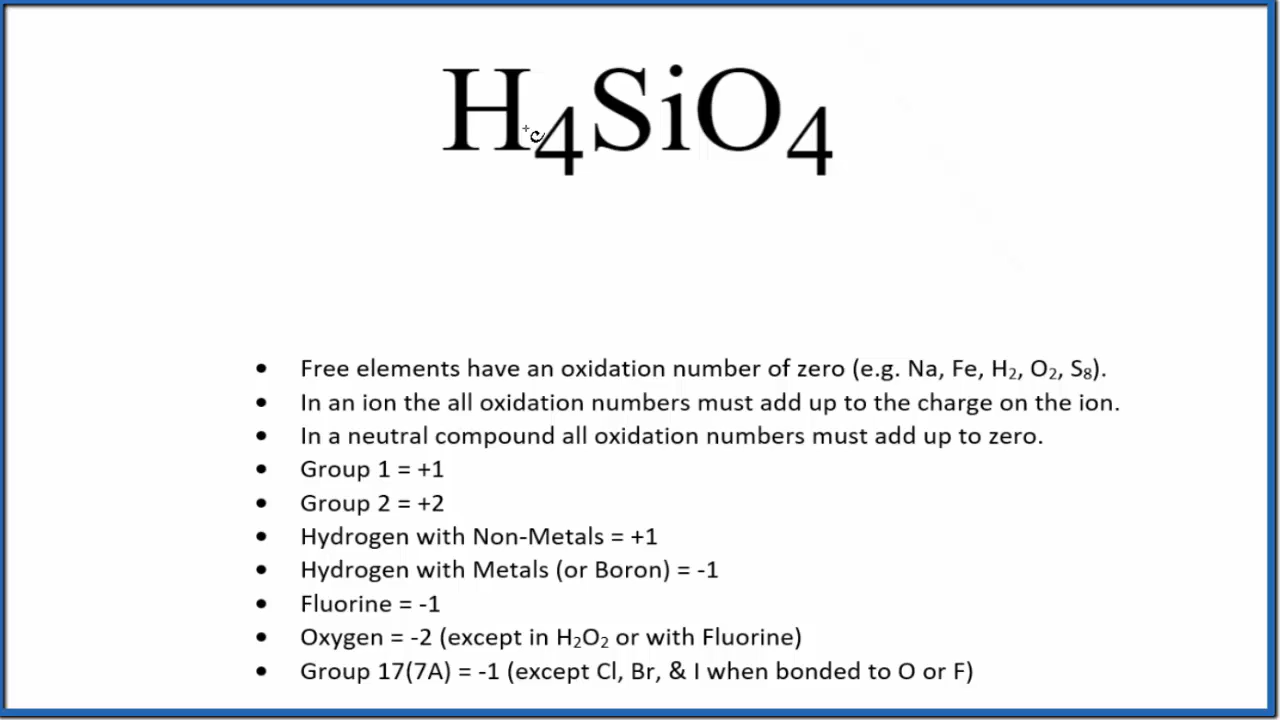 H₄SiO₄
• Free elements have an oxidation number of zero (e.g. Na, Fe, H₂, O₂, S₈).
• In an ion the all oxidation numbers must add up to the charge on the ion.
• In a neutral compound all oxidation numbers must add up to zero.
• Group 1 = +1
• Group 2 = +2
• Hydrogen with Non-Metals = +1
• Hydrogen with Metals (or Boron) = -1
• Fluorine = -1
• Oxygen = -2 (except in H₂O₂ or with Fluorine)
• Group 17(7A) = -1 (except Cl, Br, & I when bonded to O or F)